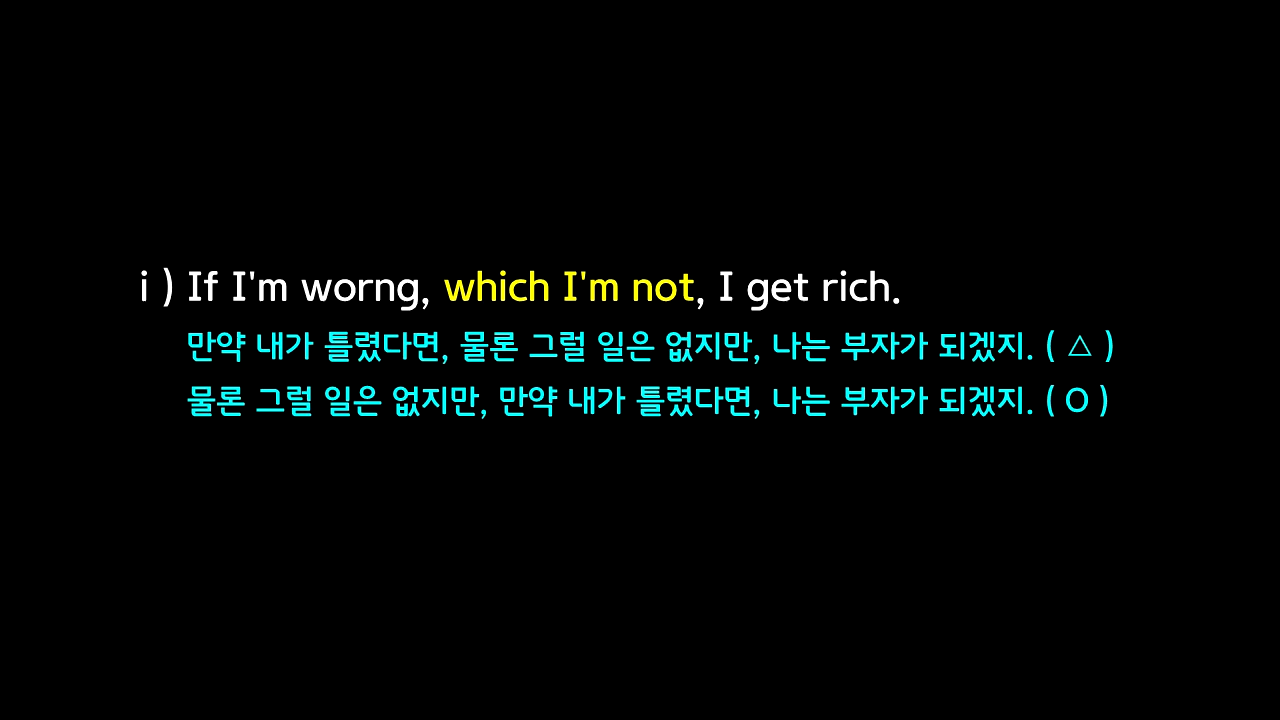 i ) If I'm worng, which I'm not, I get rich.
만약 내가 틀렸다면, 물론 그럴 일은 없지만, 나는 부자가 되겠지. ( △ )
물론 그럴 일은 없지만, 만약 내가 틀렸다면, 나는 부자가 되겠지. ( O )